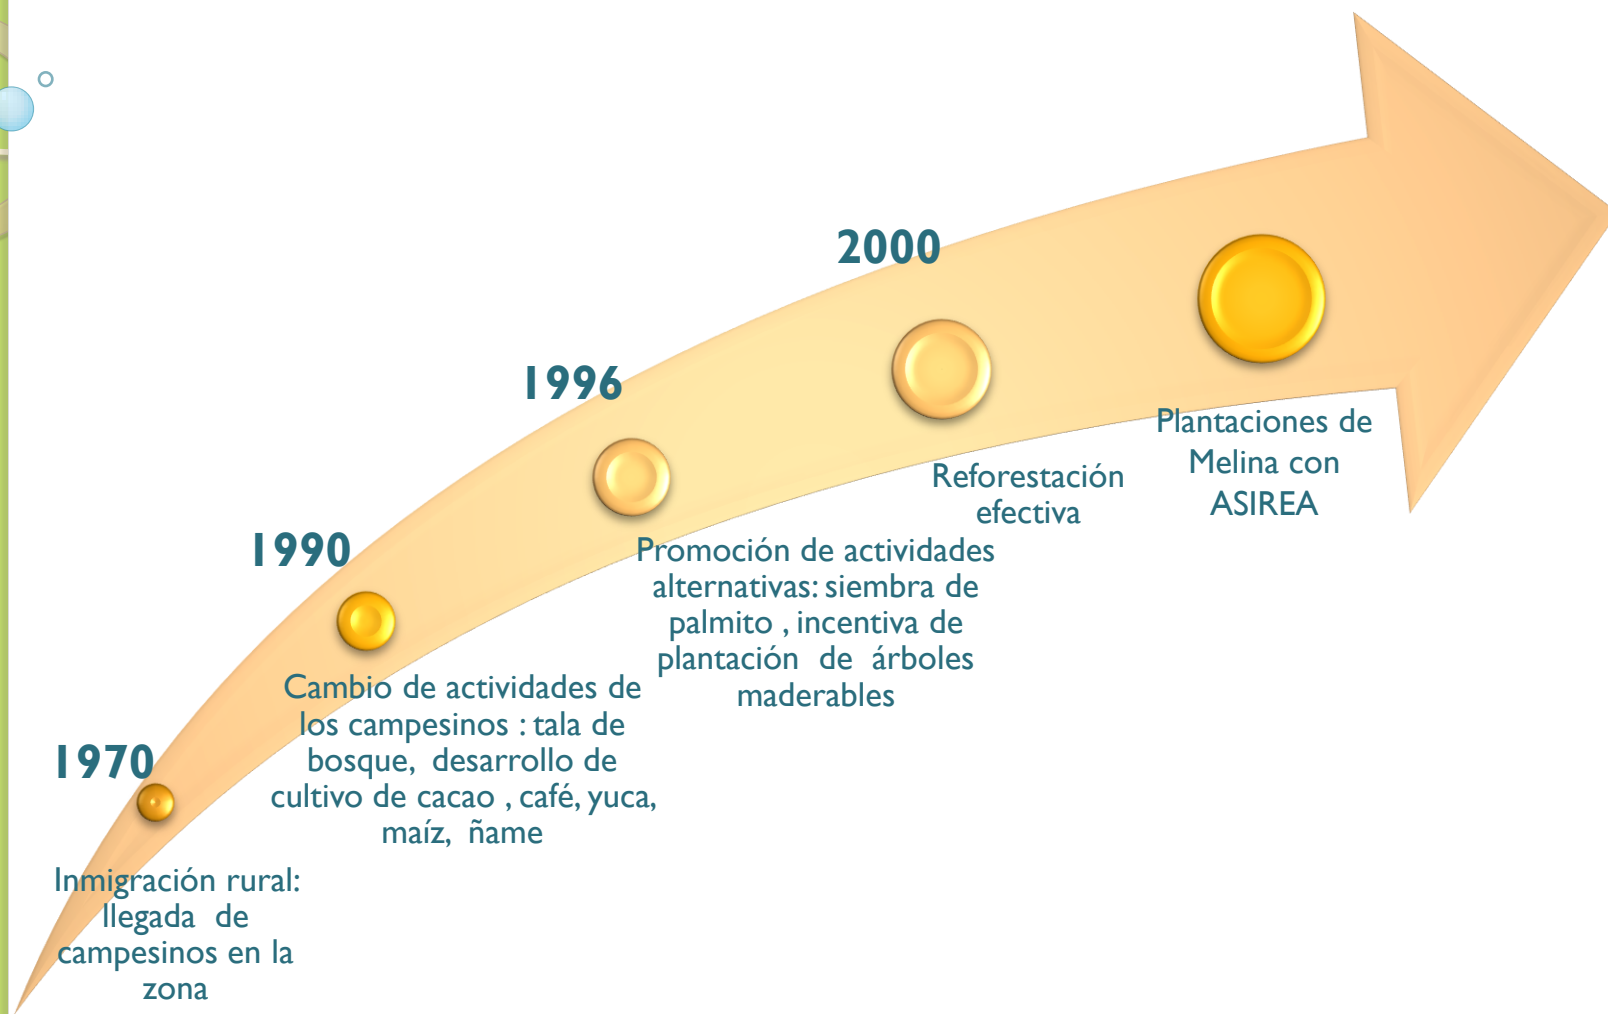 1970
Inmigración rural:
llegada de
campesinos en la
zona
1990
Cambio de actividades de
los campesinos : tala de
bosque, desarrollo de
cultivo de cacao , café, yuca,
maíz, ñame
1996
Promoción de actividades
alternativas: siembra de
palmito , incentiva de
plantación de árboles
maderables
2000
Reforestación
efectiva
Plantaciones de
Melina con
ASIREA